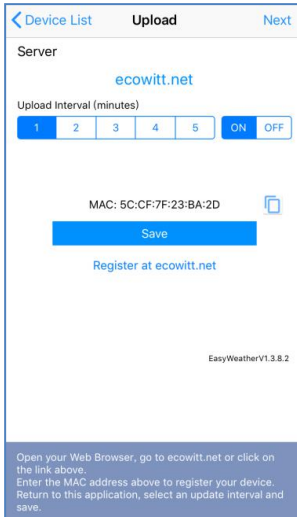 Device List Upload Next
Server
ecowitt.net
Upload Interval (minutes)
1 2 3 4 5 ON OFF
MAC: 5C:CF:7F:23:BA:2D
Save
Register at ecowitt.net
EasyWeatherV1.3.8.2
Open your Web Browser, go to ecowitt.net or click on
the link above.
Enter the MAC address above to register your device.
Return to this application, select an update interval and
save.